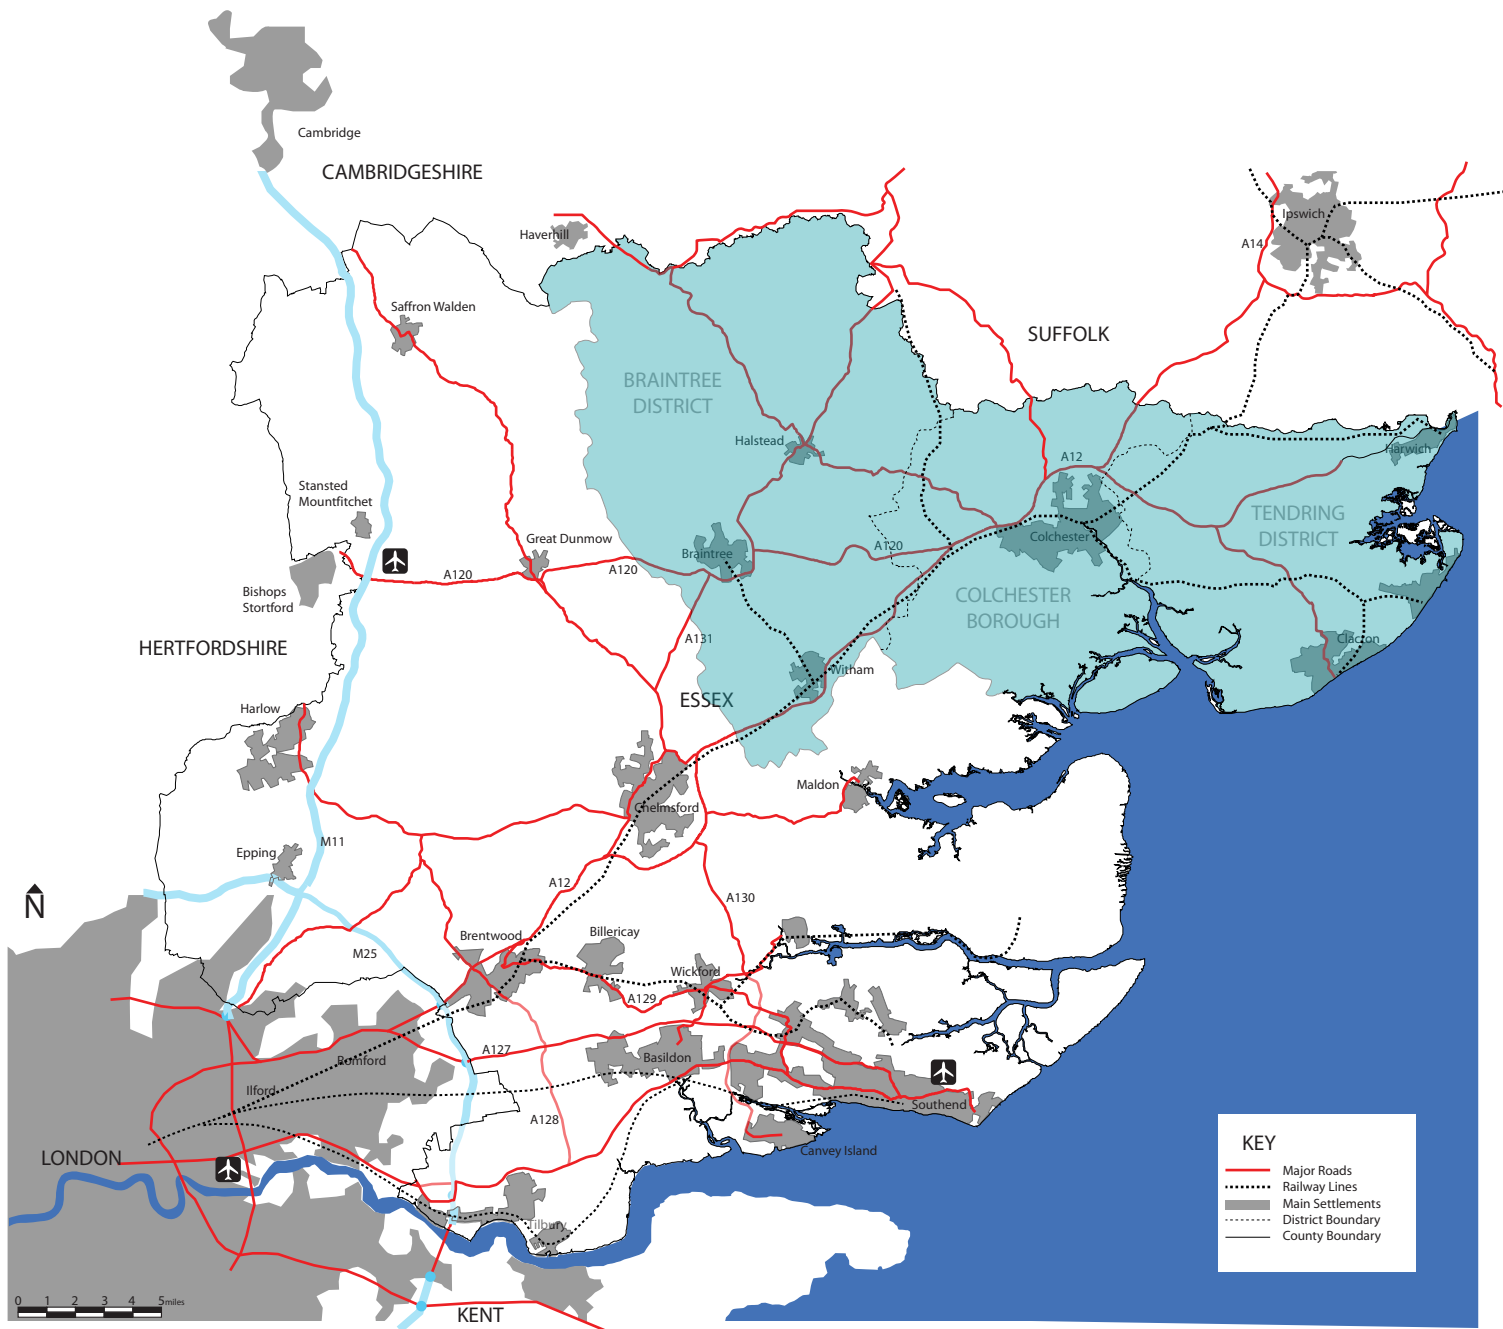 Cambridge
CAMBRIDGESHIRE
Ipswich
Haverhill
A14
Saffron Walden
SUFFOLK
BRAINTREE
DISTRICT
Halstead
A12
Harwich
Stansted
Mountfitchet
TENDRING
DISTRICT
Great Dunmow
Colchester
Braintree
A120
A120
A120
Bishops
Stortford
COLCHESTER
BOROUGH
A131
Clacton
HERTFORDSHIRE
Witham
ESSEX
Harlow
Maldon
Chelmsford
M11
Epping
A12
A130
N
Brentwood
Billericay
M25
Wickford
A129
A127
Basildon
Romford
Ilford
Southend
A128
Canvey Island
LONDON
Tilbury
KENT
KEY
Major Roads
Railway Lines
Main Settlements
District Boundary
County Boundary
0 1 2 3 4 5miles